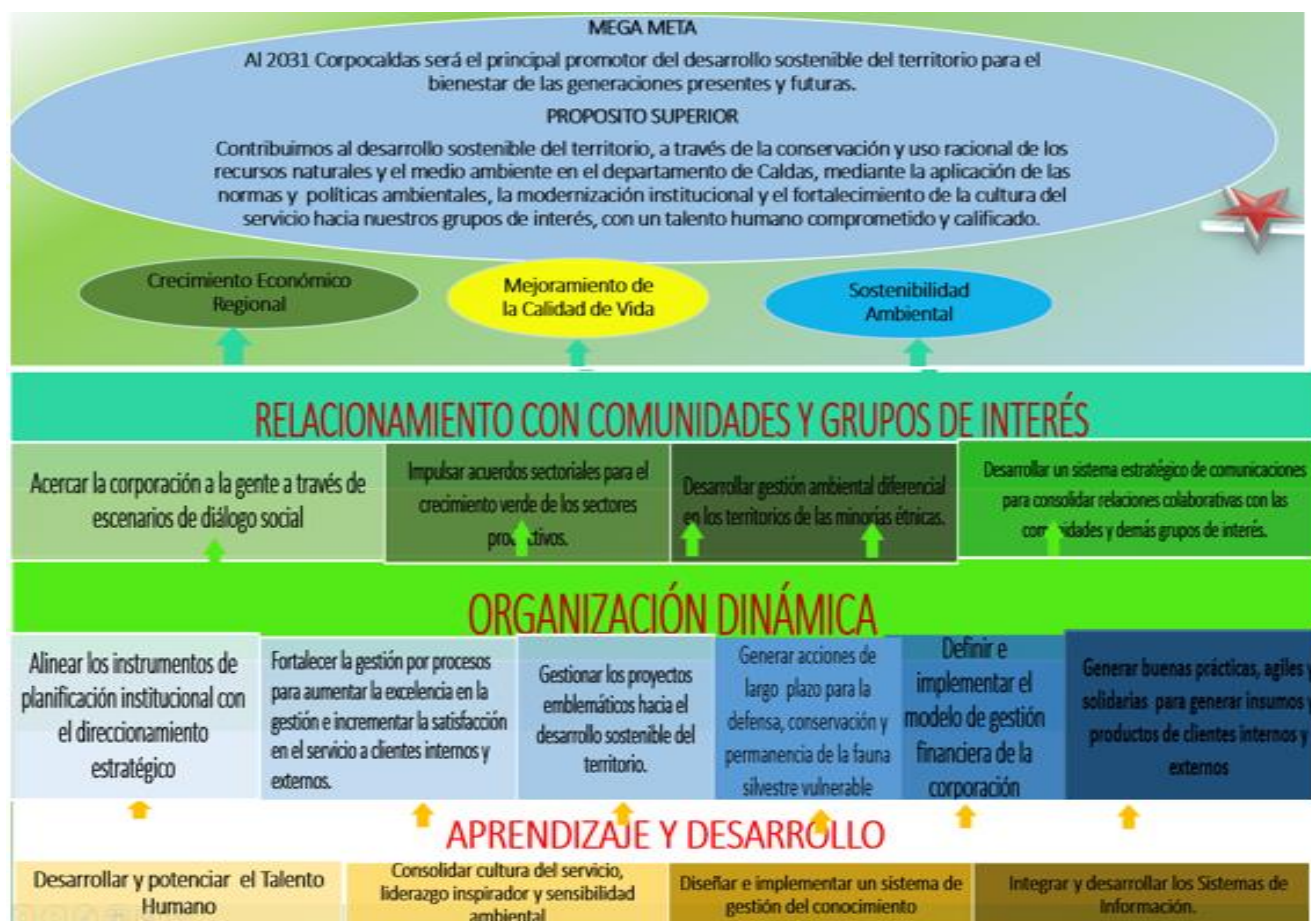 MEGA META
Al 2031 Corpocaldas será el principal promotor del desarrollo sostenible del territorio para el
bienestar de las generaciones presentes y futuras.
PROPOSITO SUPERIOR
Contribuimos al desarrollo sostenible del territorio, a través de la conservación y uso racional de los
recursos naturales y el medio ambiente en el departamento de Caldas, mediante la aplicación de las
normas y políticas ambientales, la modernización institucional y el fortalecimiento de la cultura del
servicio hacia nuestros grupos de interés, con un talento humano comprometido y calificado.
Crecimiento Económico
Regional
Mejoramiento de
la Calidad de Vida
Sostenibilidad
Ambiental
RELACIONAMIENTO CON COMUNIDADES Y GRUPOS DE INTERÉS
Acercar la corporación a la gente a través de
escenarios de diálogo social
Impulsar acuerdos sectoriales para el
crecimiento verde de los sectores
productivos.
Desarrollar gestión ambiental diferencial
en los territorios de las minorías étnicas.
Desarrollar un sistema estratégico de comunicaciones
para consolidar relaciones colaborativas con las
comunidades y demás grupos de interés.
ORGANIZACIÓN DINÁMICA
Alinear los instrumentos de
planificación institucional con
el direccionamiento
estratégico
Fortalecer la gestión por procesos
para aumentar la excelencia en la
gestión e incrementar la satisfacción
en el servicio a clientes internos y
externos.
Gestionar los proyectos
emblemáticos hacia el
desarrollo sostenible del
territorio.
Generar acciones de
largo plazo para la
defensa, conservación y
permanencia de la fauna
silvestre vulnerable
Definir e
implementar el
modelo de gestión
financiera de la
corporación
Generar buenas prácticas, agiles y
solidarias para generar insumos y
productos de clientes internos y
externos
APRENDIZAJE Y DESARROLLO
Desarrollar y potenciar el Talento
Humano
Consolidar cultura del servicio,
liderazgo inspirador y sensibilidad
ambiental
Diseñar e implementar un sistema de
gestión del conocimiento
Integrar y desarrollar los Sistemas de
Información.